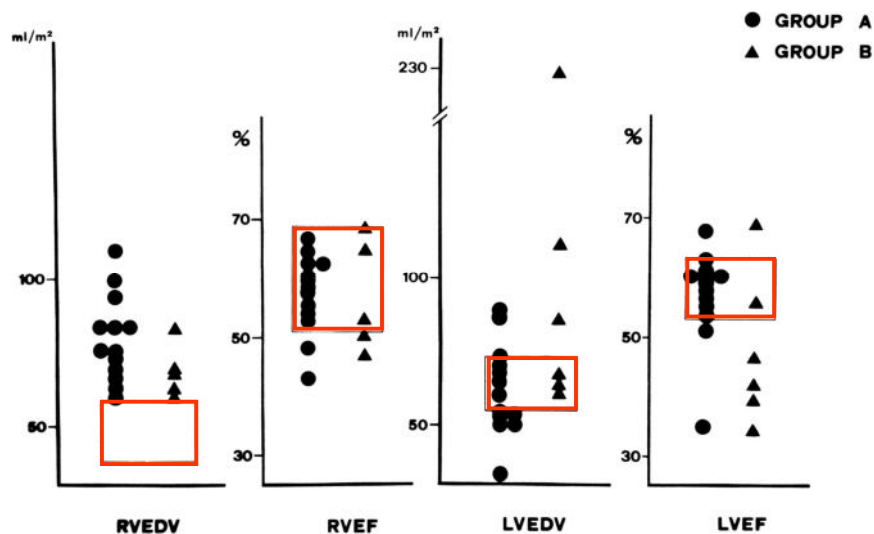 GROUP A
GROUP B
ml/m²
100
50
RVEDV
%
70
50
30
RVEF
ml/m²
230
100
50
LVEDV
%
70
50
30
LVEF